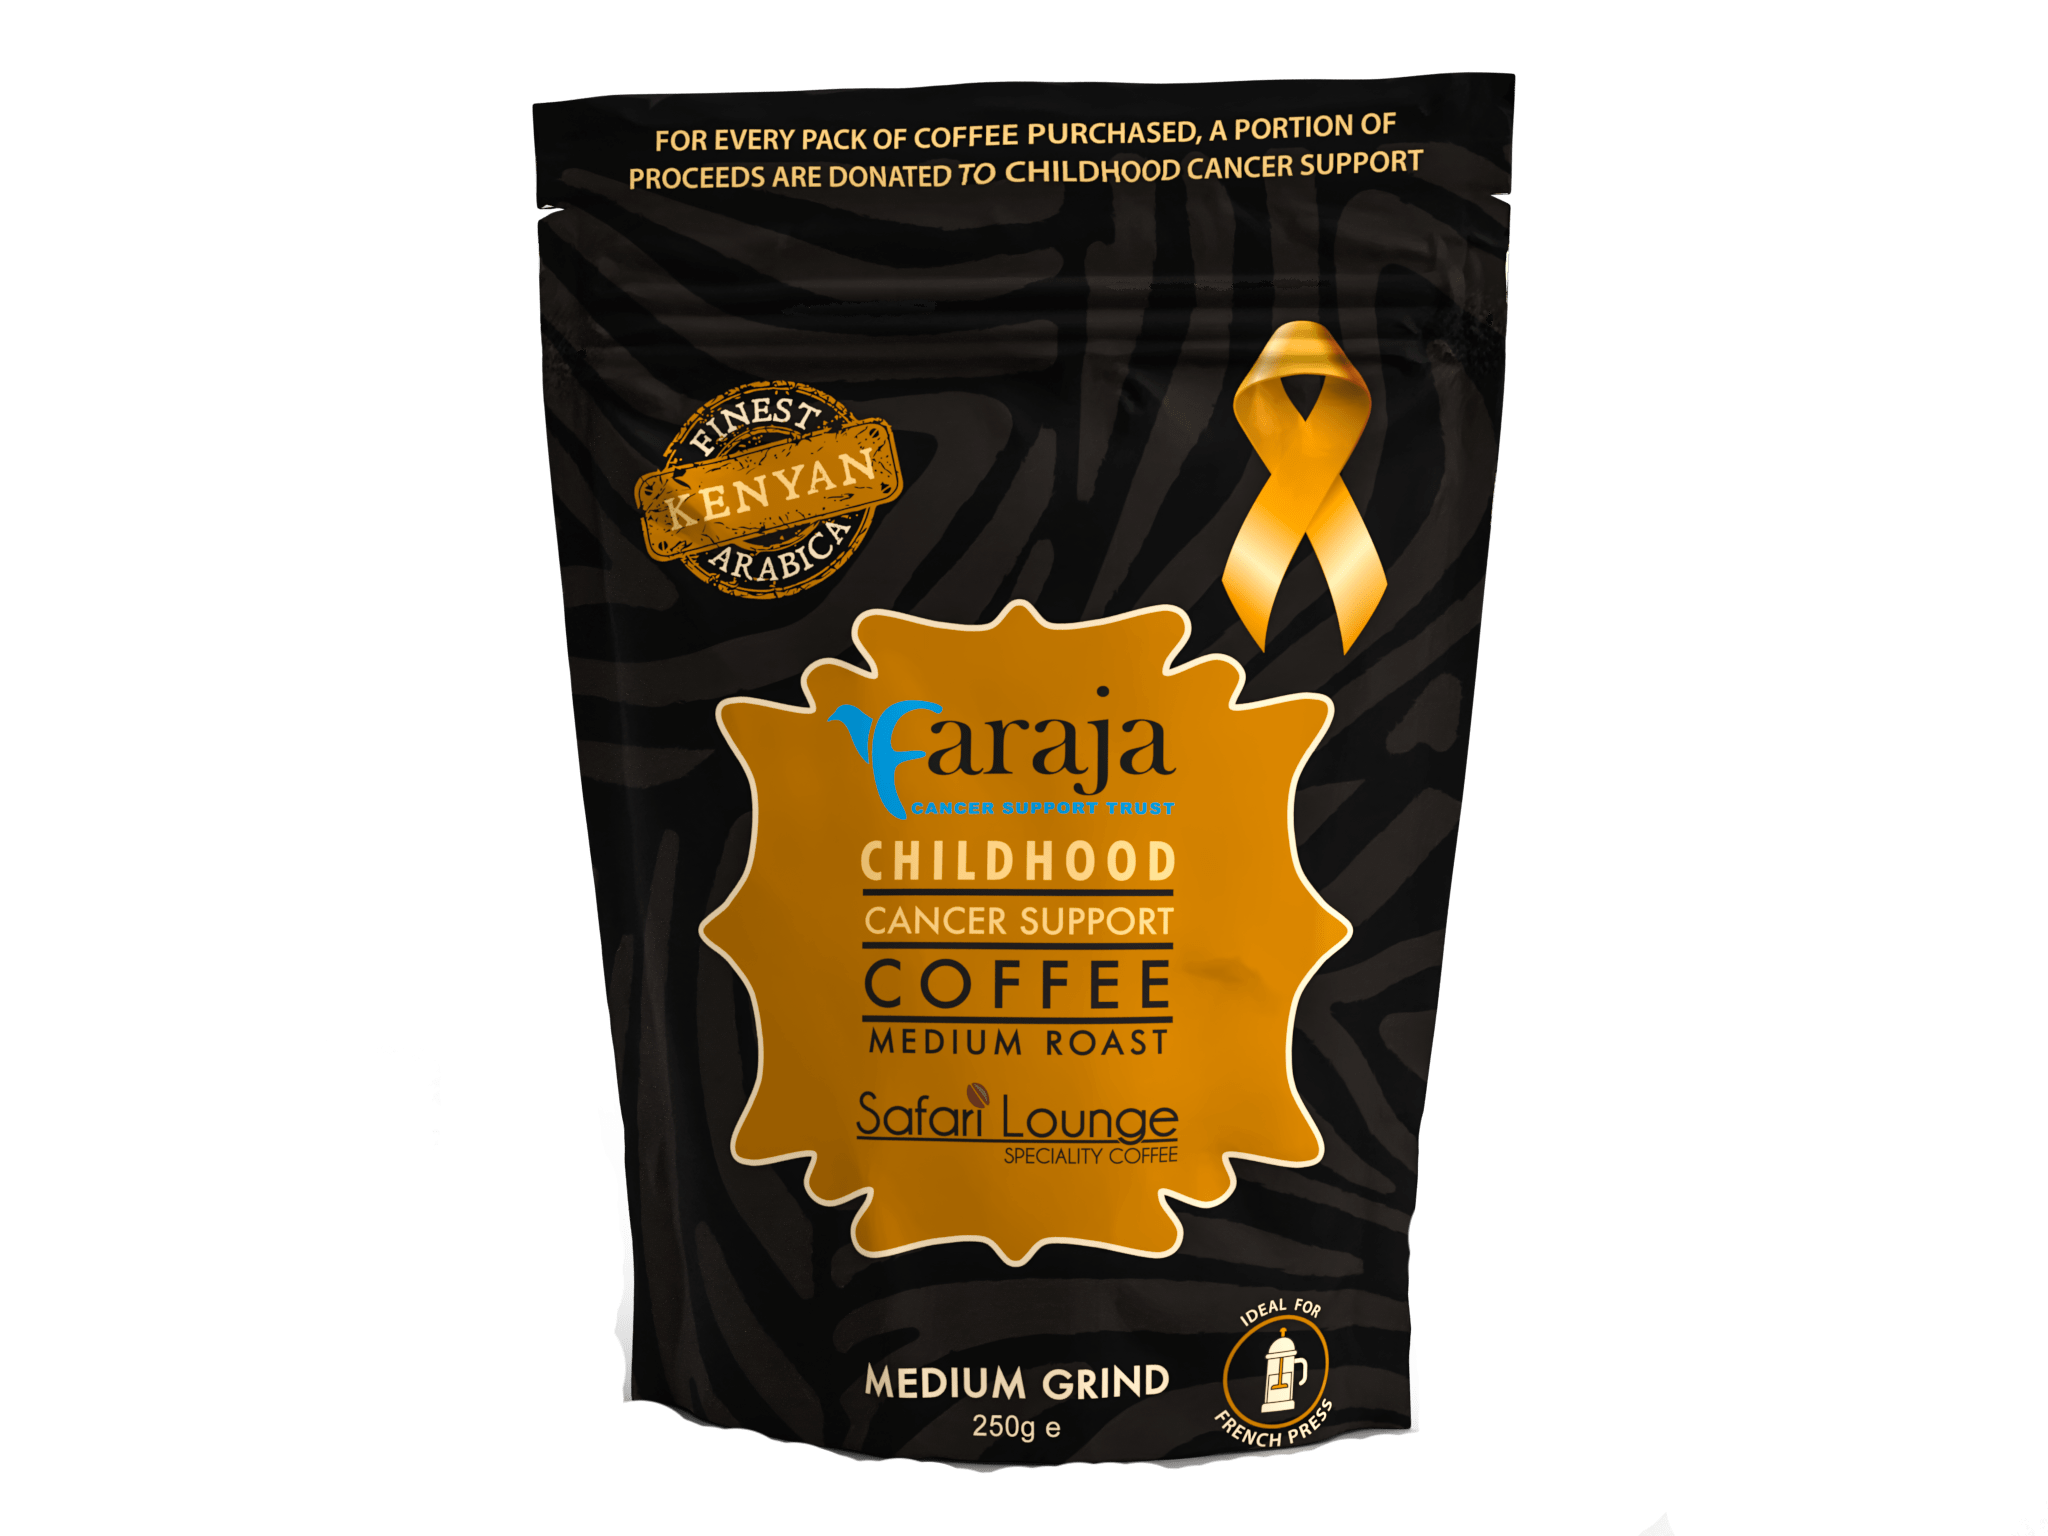 FOR EVERY PACK OF COFFEE PURCHASED, A PORTION OF
PROCEEDS ARE DONATED TO CHILDHOOD CANCER SUPPORT
FINEST
KENYAN
ARABICA
Faraja
CANCER SUPPORT TRUST
CHILDHOOD
CANCER SUPPORT
COFFEE
MEDIUM ROAST
Safari Lounge
SPECIALITY COFFEE
MEDIUM GRIND
250g e
IDEAL FOR
FRENCH PRESS